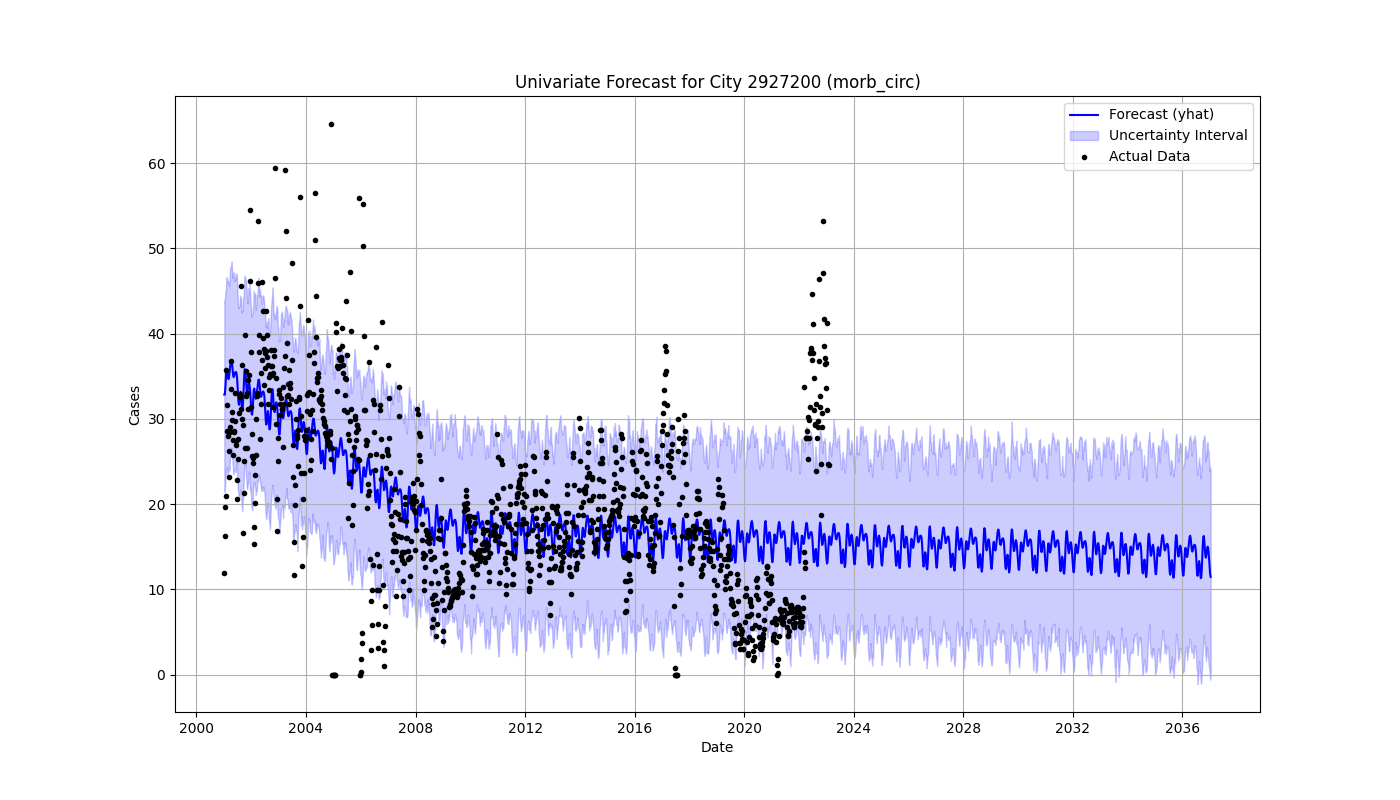 Univariate Forecast for City 2927200 (morb_circ)
Forecast (yhat)
Uncertainty Interval
Actual Data
Cases
60
50
40
30
20
10
0
2000 2004 2008 2012 2016 2020 2024 2028 2032 2036
Date